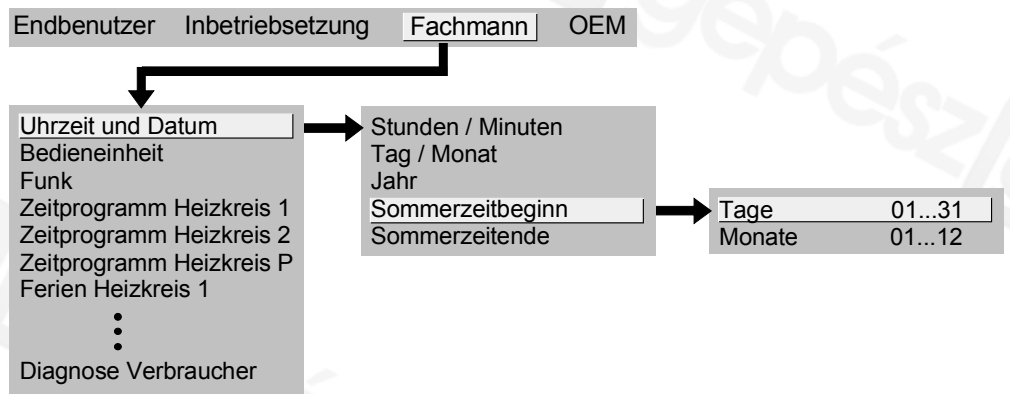 Endbenutzer Inbetriebsetzung Fachmann OEM
Uhrzeit und Datum
Bedieneinheit
Funk
Zeitprogramm Heizkreis 1
Zeitprogramm Heizkreis 2
Zeitprogramm Heizkreis P
Ferien Heizkreis 1
Diagnose Verbraucher
Stunden / Minuten
Tag / Monat
Jahr
Sommerzeitbeginn
Sommerzeitende
Tage 01...31
Monate 01...12